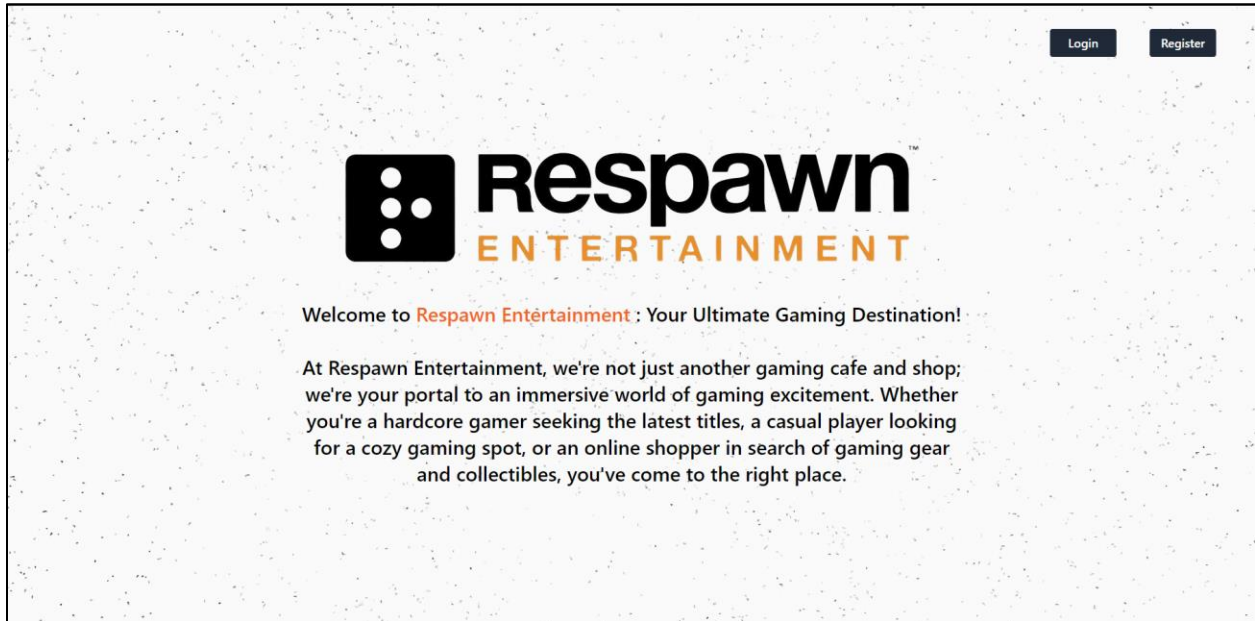 Login Register
Respawn™
ENTERTAINMENT
Welcome to Respawn Entertainment : Your Ultimate Gaming Destination!
At Respawn Entertainment, we're not just another gaming cafe and shop;
we're your portal to an immersive world of gaming excitement. Whether
you're a hardcore gamer seeking the latest titles, a casual player looking
for a cozy gaming spot, or an online shopper in search of gaming gear
and collectibles, you've come to the right place.